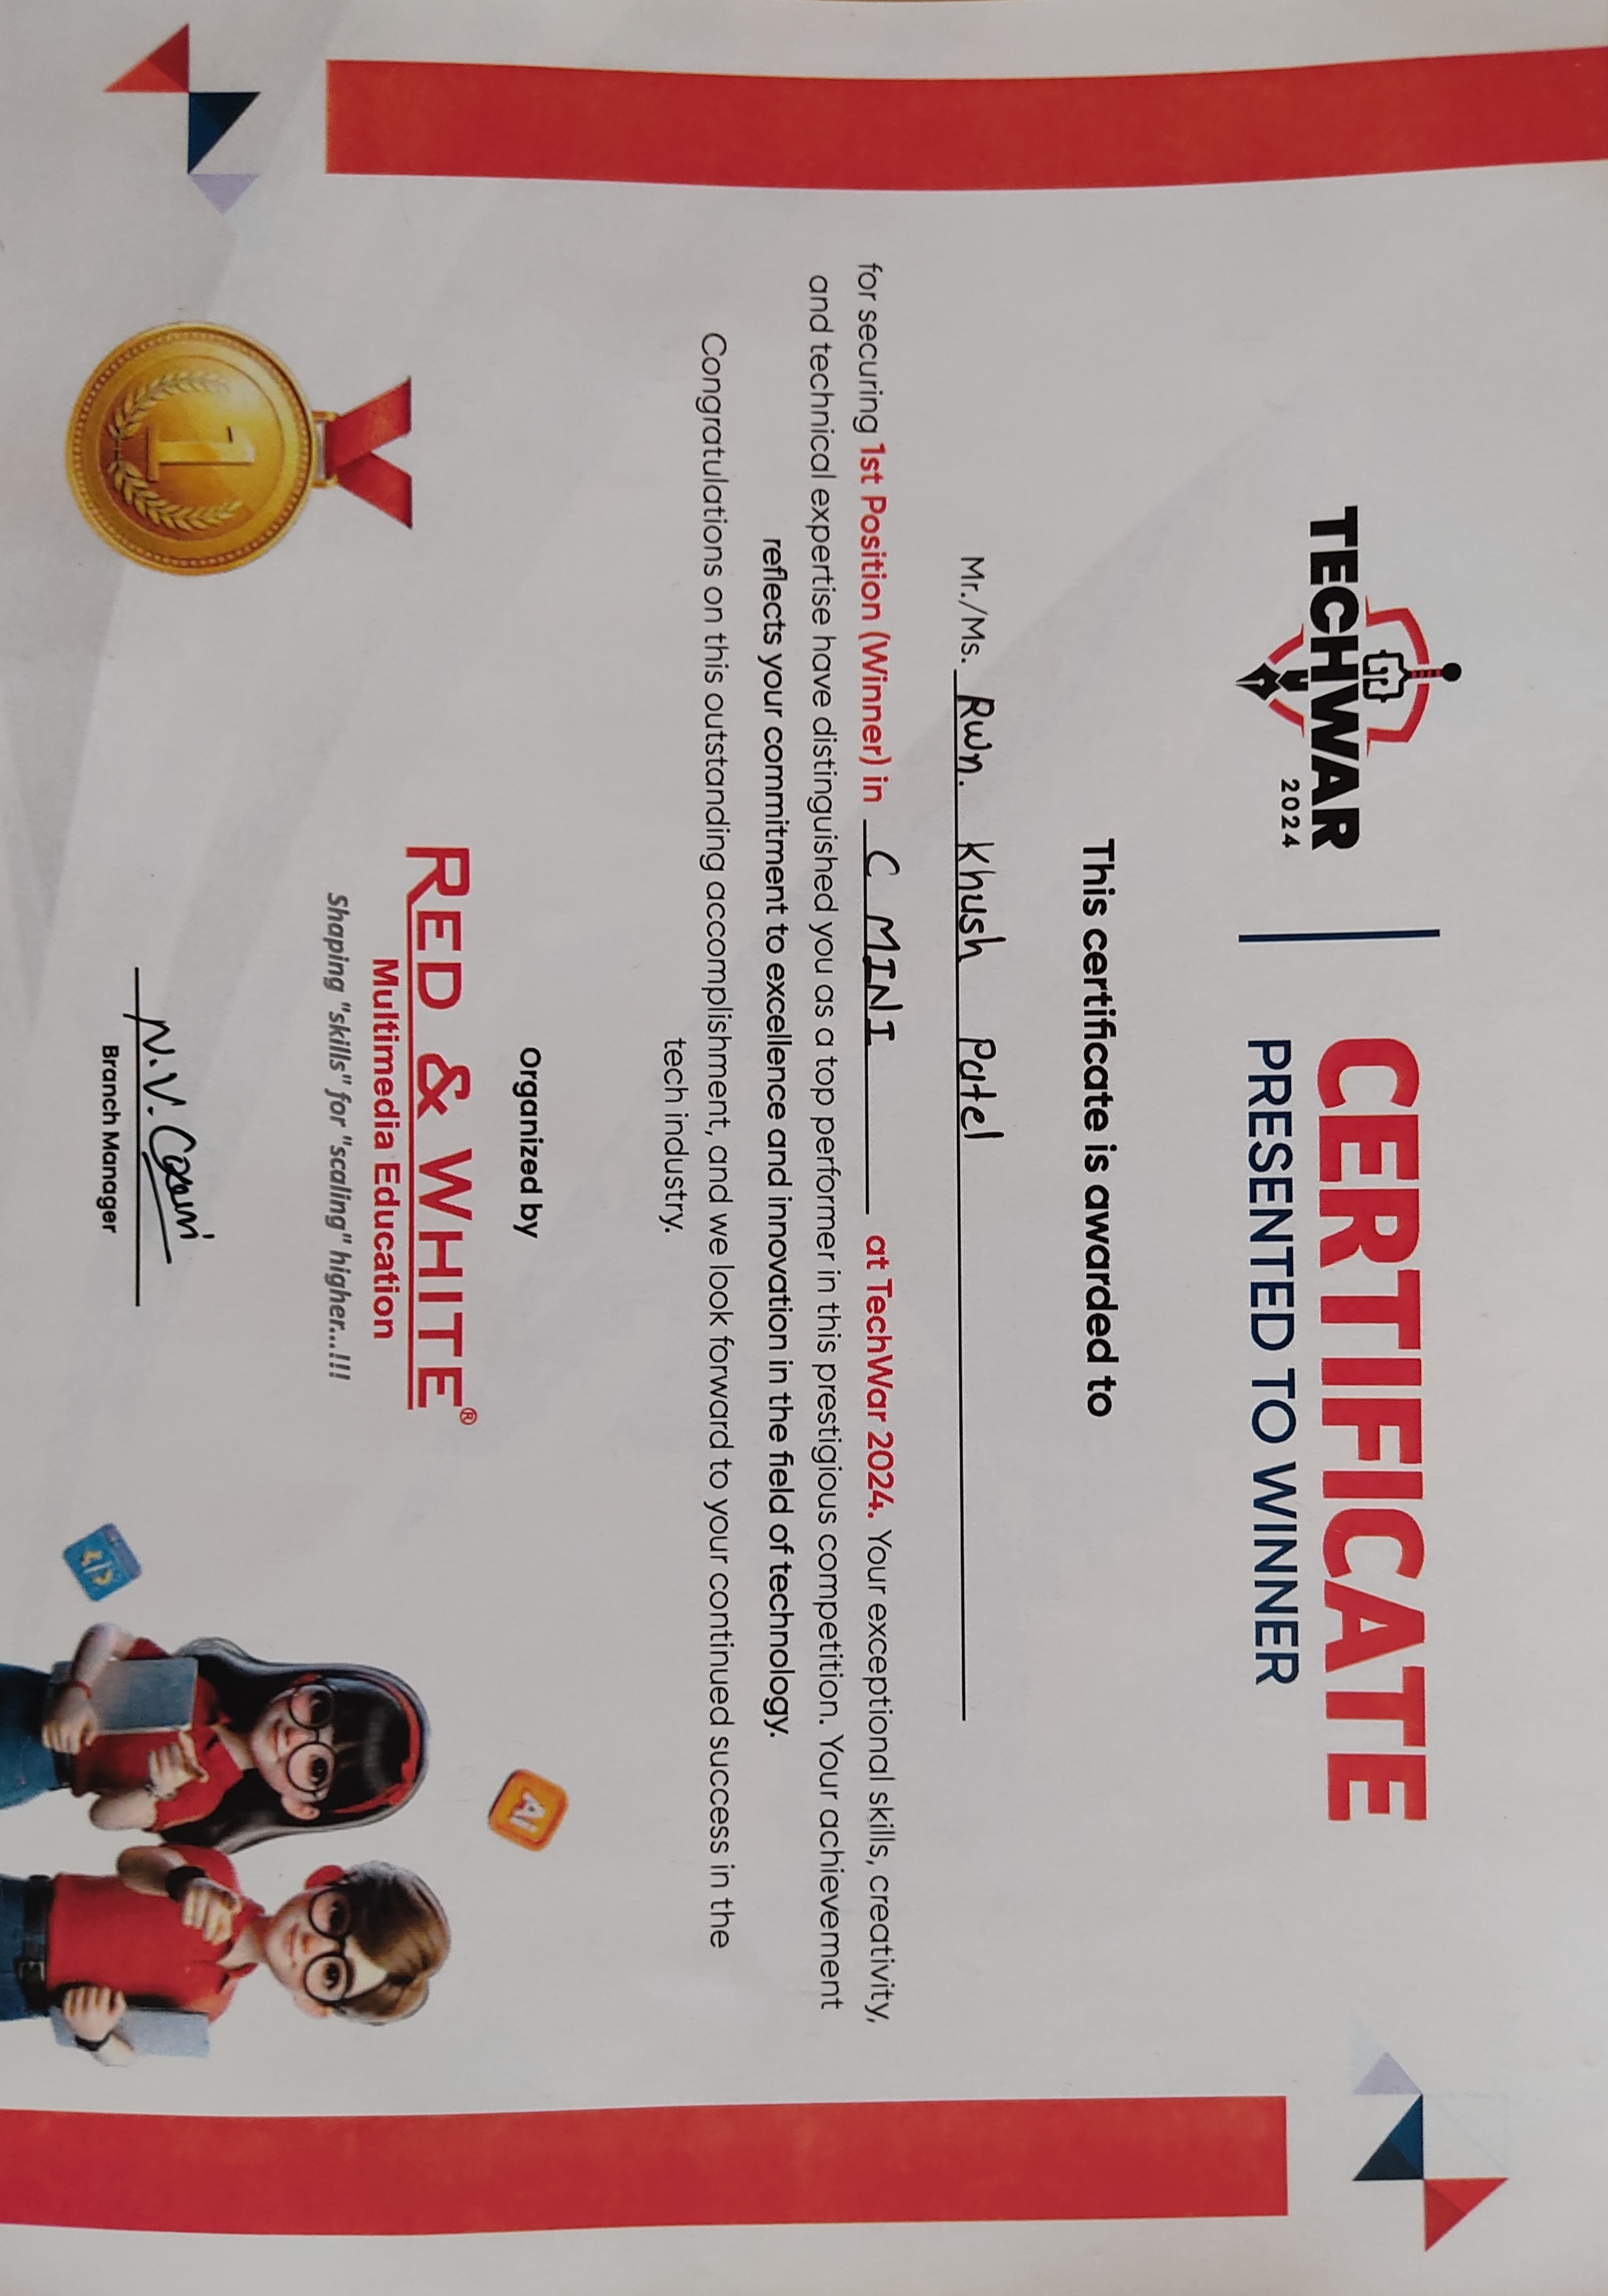 TECHWAR
2024
CERTIFICATE
PRESENTED TO WINNER
This certificate is awarded to
Mr./Ms. Rwn. Khush Patel
for securing 1st Position (Winner) in C MINI at TechWar 2024. Your exceptional skills, creativity,
and technical expertise have distinguished you as a top performer in this prestigious competition. Your achievement
reflects your commitment to excellence and innovation in the field of technology.
Congratulations on this outstanding accomplishment, and we look forward to your continued success in the
tech industry.
Organized by
RED & WHITE®
Multimedia Education
Shaping "skills" for "scaling" higher...!!!
N.V.
Branch Manager
1
AI